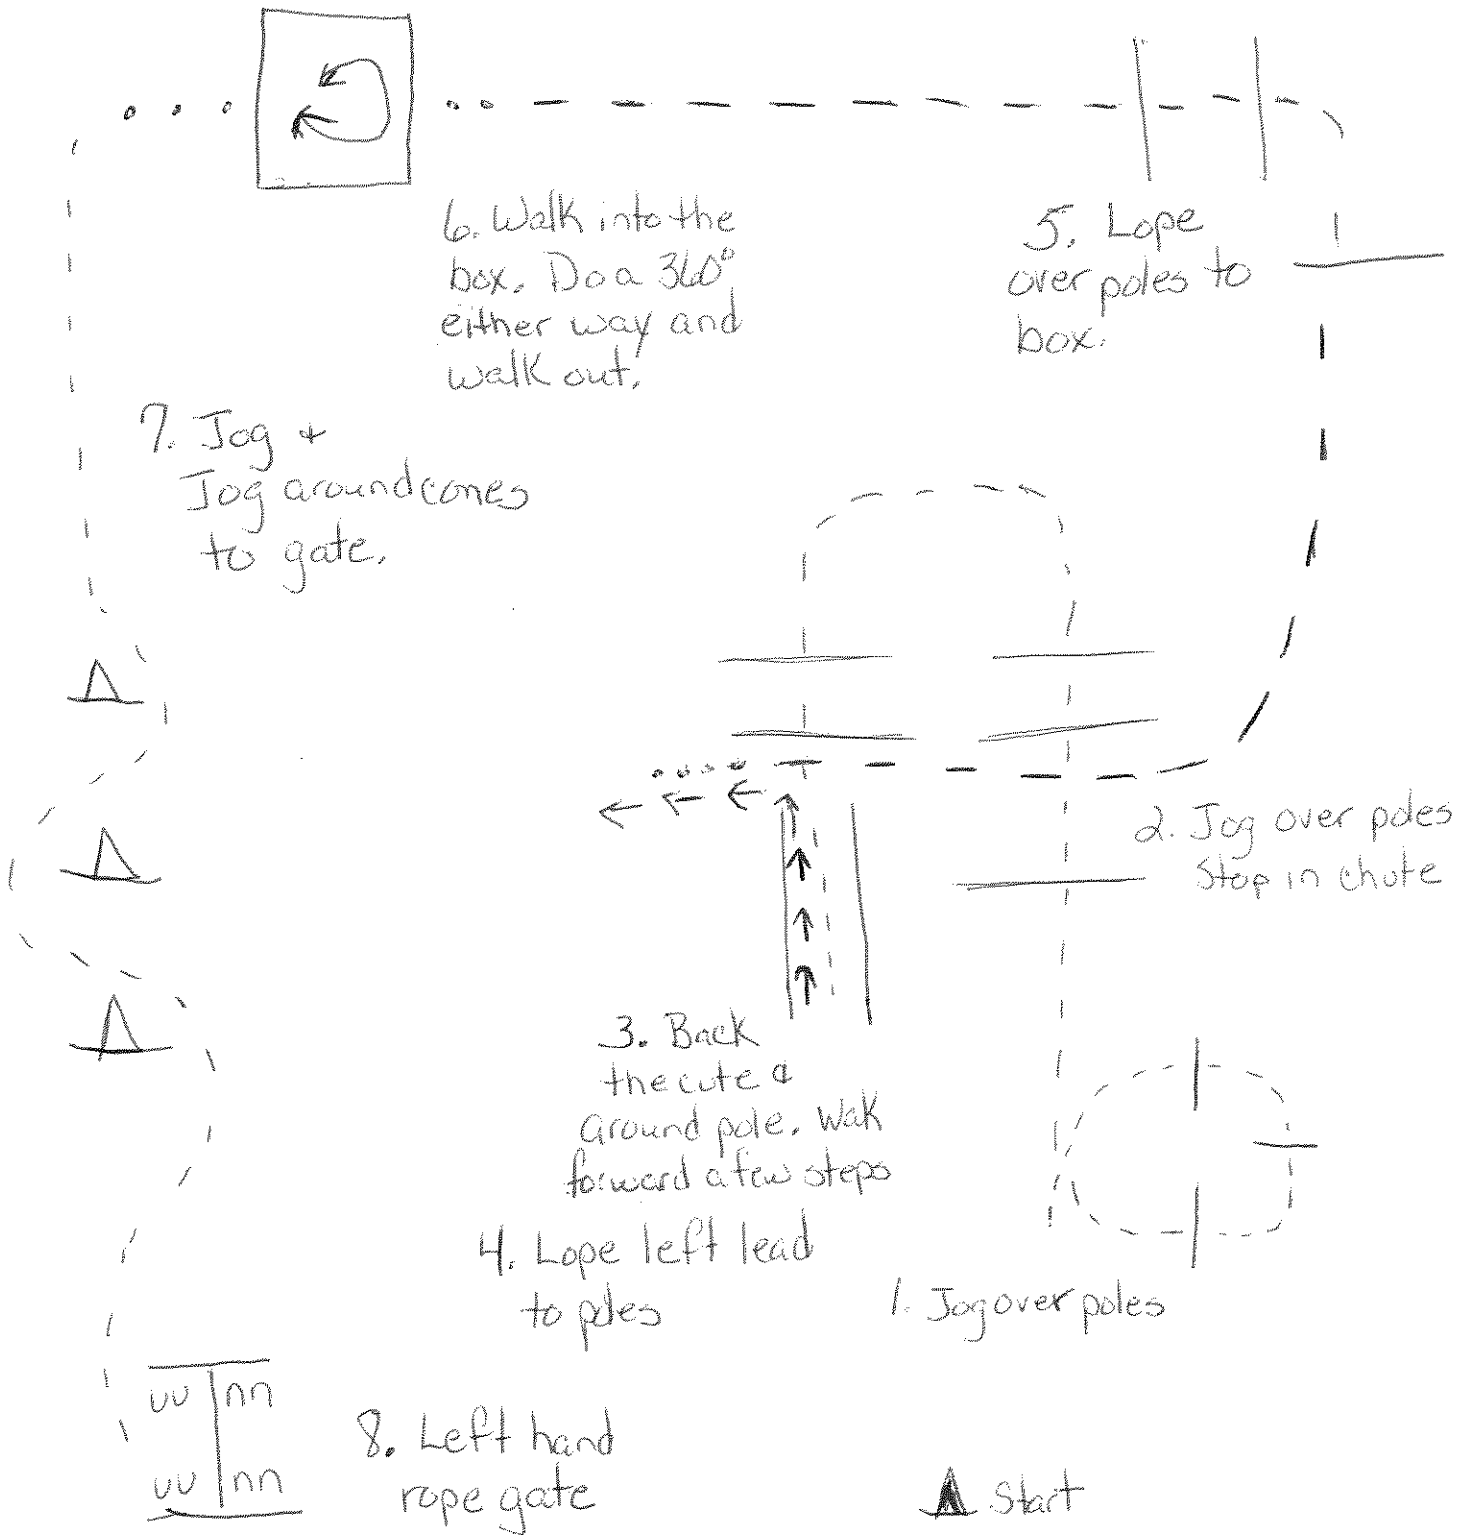 6. Walk into the
box. Do a 360°
either way and
walk out.
5. Lope
over poles to
box.
7. Jog &
Jog around cones
to gate.
2. Jog over poles
Stop in chute
3. Back
the cute &
around pole. Wak
forward a few steps
4. Lope left lead
to poles
1. Jog over poles
8. Left hand
rope gate
Start